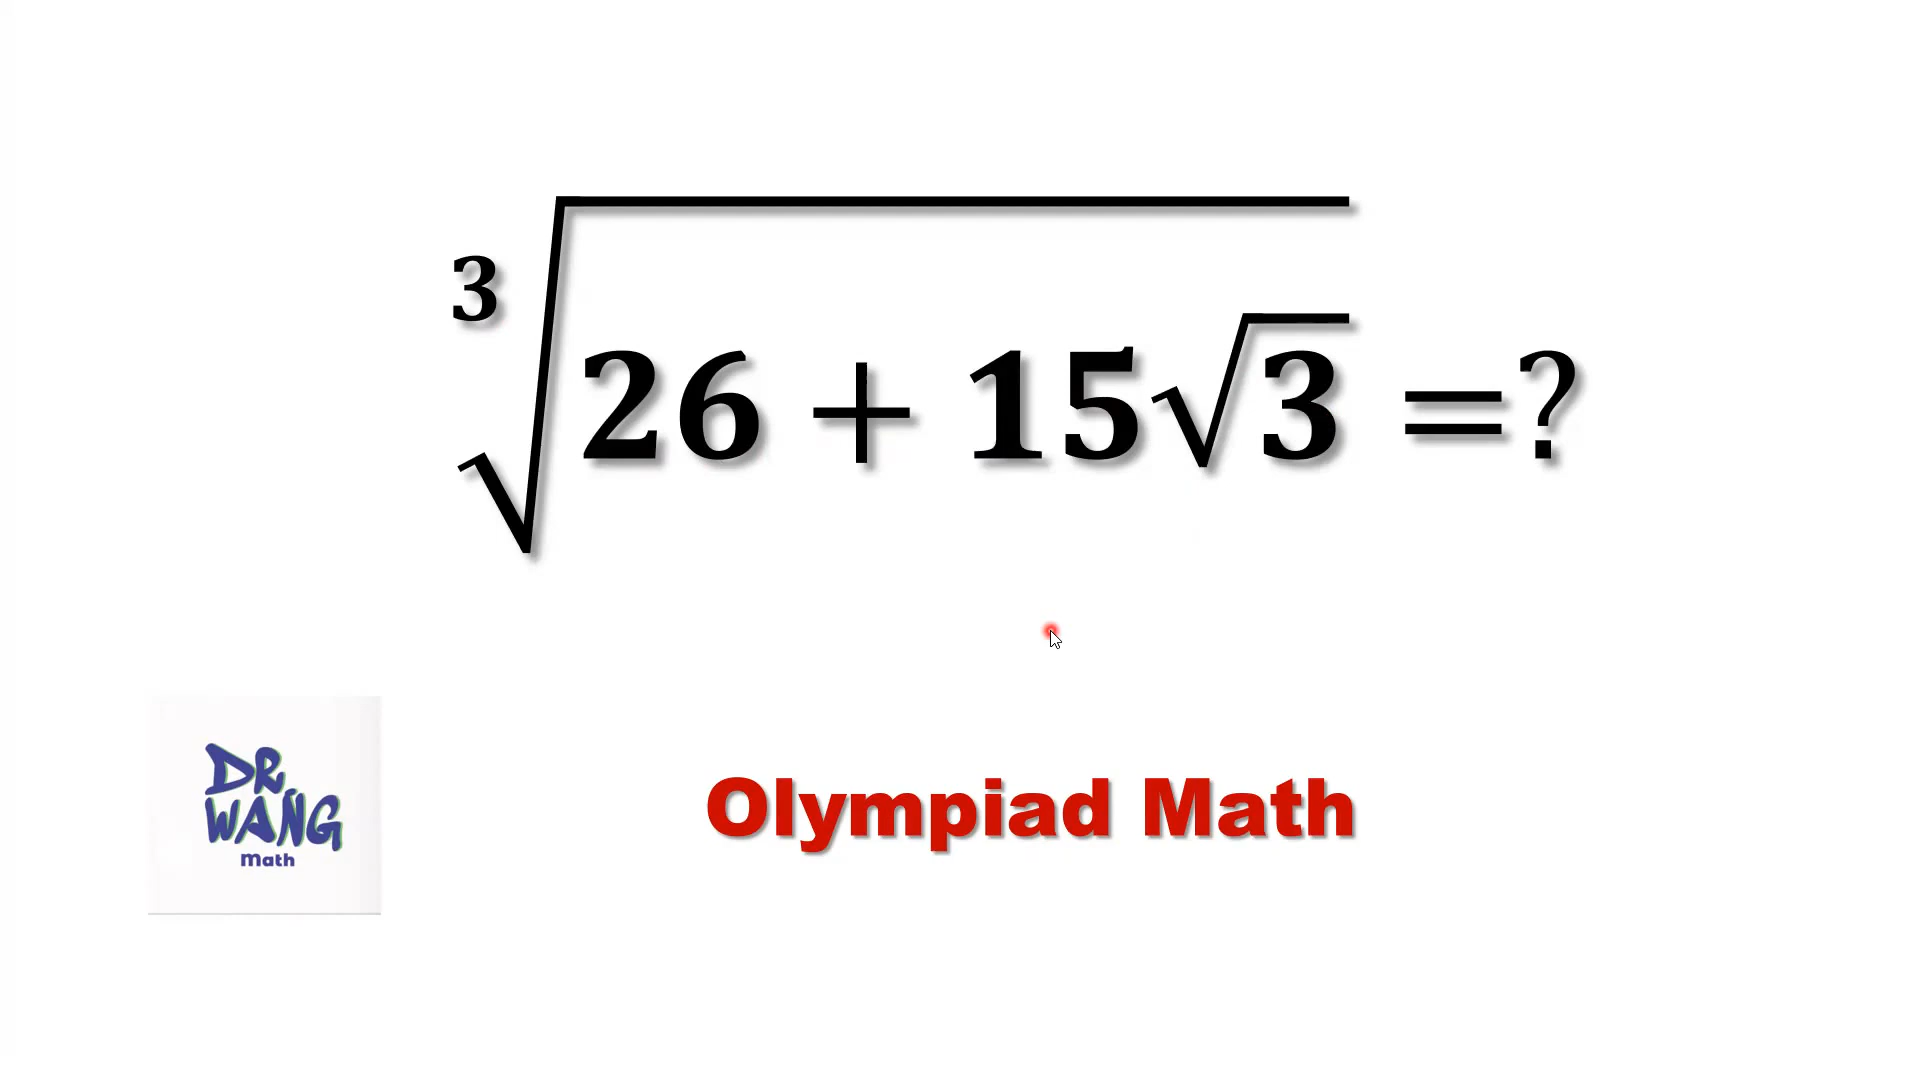 ∛(26 + 15√3) =?
DR
WANG
Math
Olympiad Math